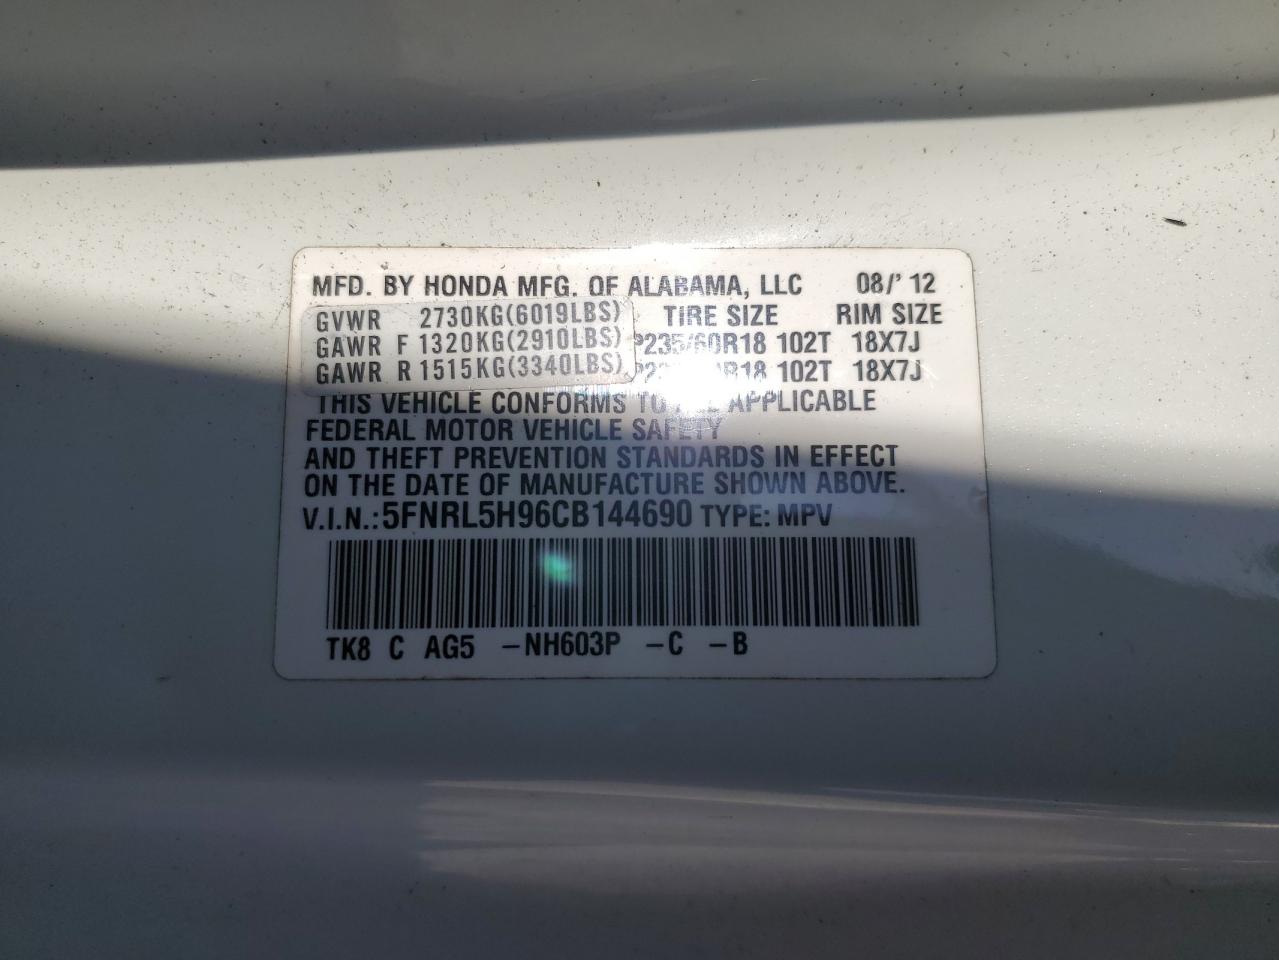 MFD. BY HONDA MFG. OF ALABAMA, LLC 08/' 12
GVWR 2730KG(6019LBS) TIRE SIZE RIM SIZE
GAWR F 1320KG(2910LBS) P235/60R18 102T 18X7J
GAWR R 1515KG(3340LBS) 102T 18X7J
THIS VEHICLE CONFORMS TO ALL APPLICABLE
FEDERAL MOTOR VEHICLE SAFETY
AND THEFT PREVENTION STANDARDS IN EFFECT
ON THE DATE OF MANUFACTURE SHOWN ABOVE.
V.I.N.:5FNRL5H96CB144690 TYPE: MPV
TK8 C AG5 -NH603P -C -B